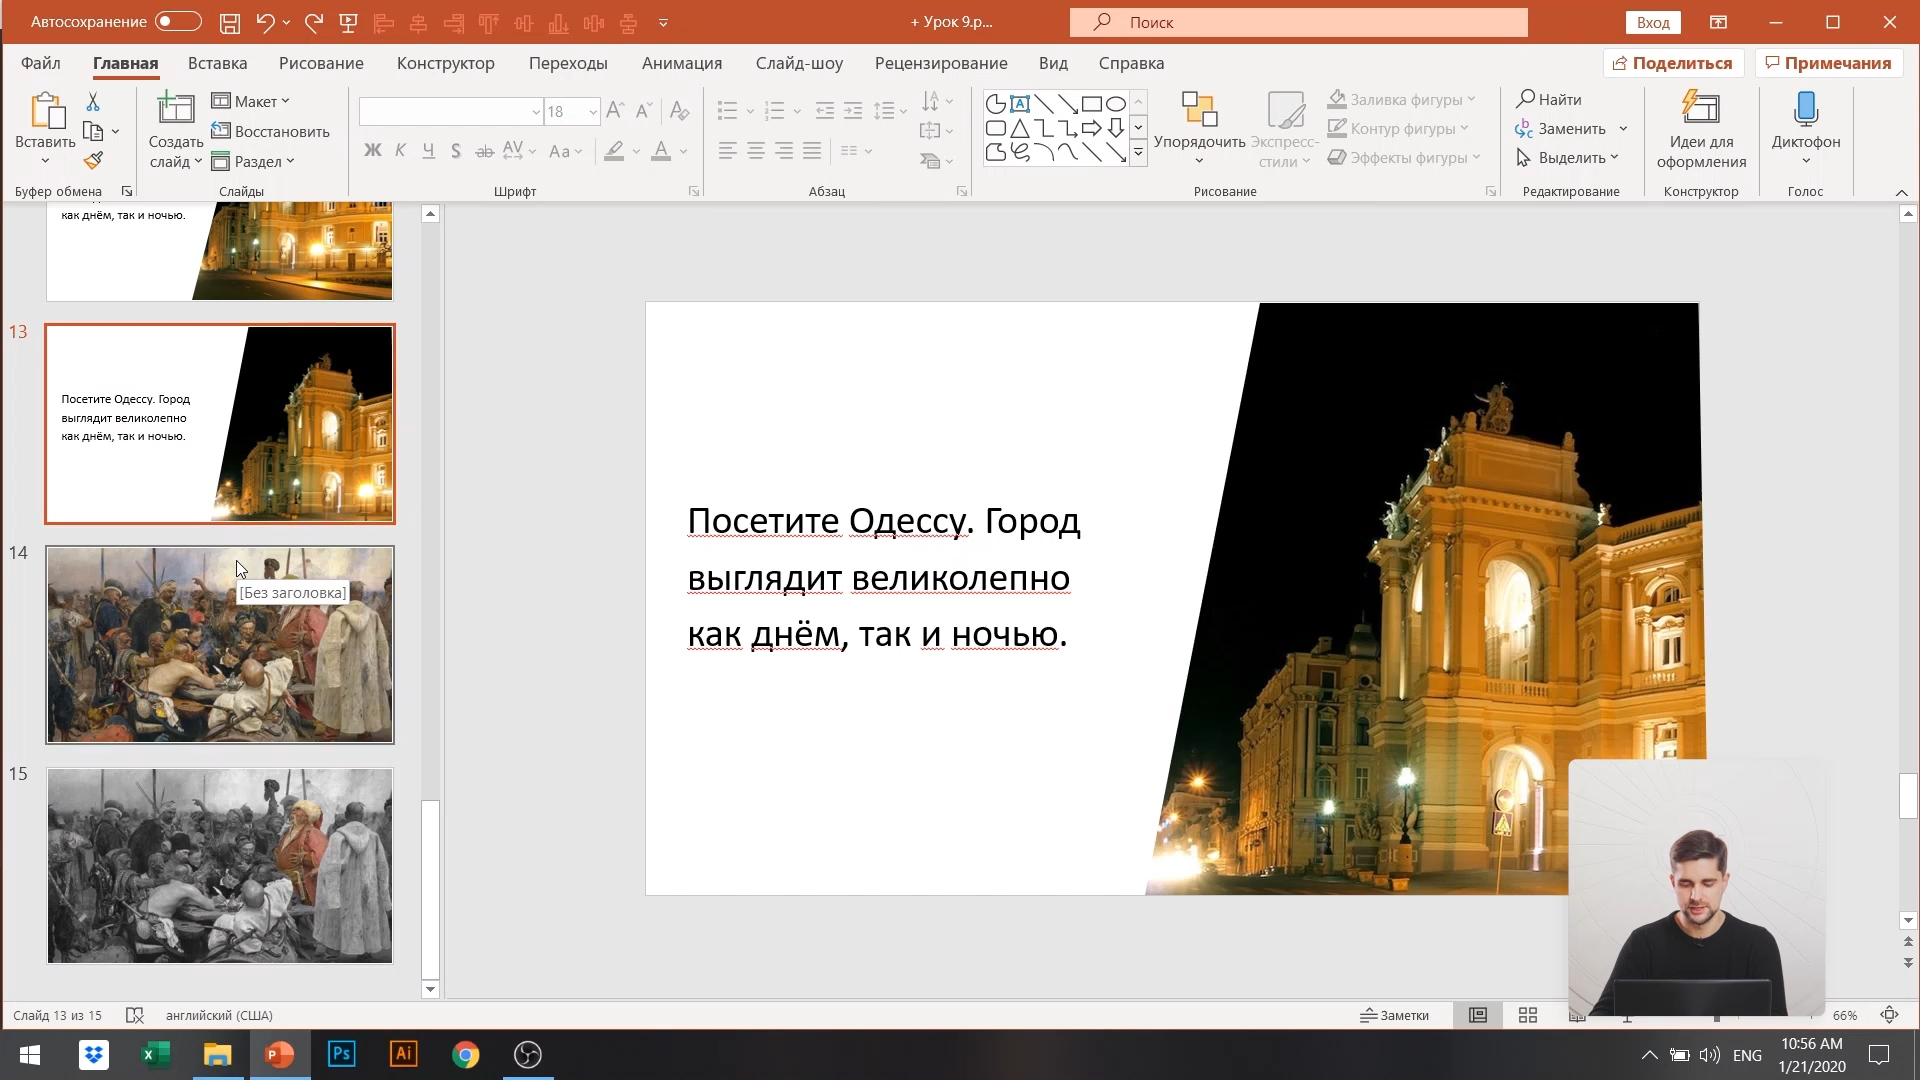 Автосохранение
+ Урок 9.p...
Поиск
Вход
Файл
Главная
Вставка
Рисование
Конструктор
Переходы
Анимация
Слайд-шоу
Рецензирование
Вид
Справка
Поделиться
Примечания
Вставить
Буфер обмена
Создать
слайд
Макет
Восстановить
Раздел
Слайды
18
Ж К Ч S ab AV Aa А
Шрифт
Абзац
Упорядочить
Экспресс-
стили
Заливка фигуры
Контур фигуры
Эффекты фигуры
Рисование
Найти
Заменить
Выделить
Редактирование
Идеи для
оформления
Конструктор
Диктофон
Голос
как днём, так и ночью.
13
Посетите Одессу. Город
выглядит великолепно
как днём, так и ночью.
14
[Без заголовка]
15
Посетите Одессу. Город
выглядит великолепно
как днём, так и ночью.
Слайд 13 из 15
английский (США)
Заметки
66%
Ps
Ai
ENG
10:56 AM
1/21/2020